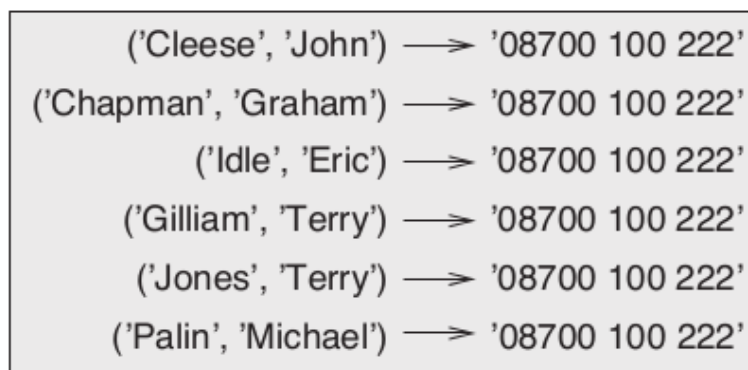 ('Cleese', 'John') → '08700 100 222'
('Chapman', 'Graham') → '08700 100 222'
('Idle', 'Eric') → '08700 100 222'
('Gilliam', 'Terry') → '08700 100 222'
('Jones', 'Terry') → '08700 100 222'
('Palin', 'Michael') → '08700 100 222'